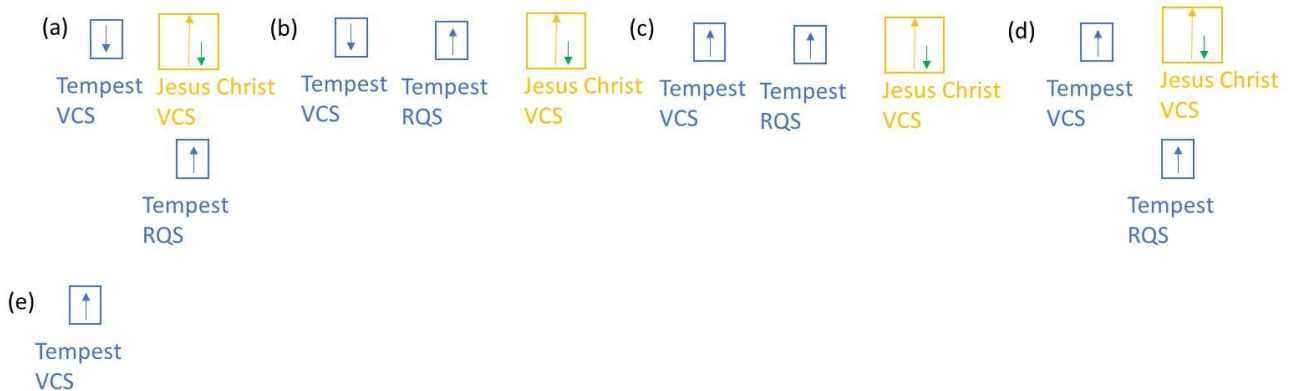 (a)
Tempest
VCS
Jesus Christ
VCS
Tempest
RQS
(b)
Tempest
VCS
Tempest
RQS
Jesus Christ
VCS
(c)
Tempest
VCS
Tempest
RQS
Jesus Christ
VCS
(d)
Tempest
VCS
Jesus Christ
VCS
Tempest
RQS
(e)
Tempest
VCS